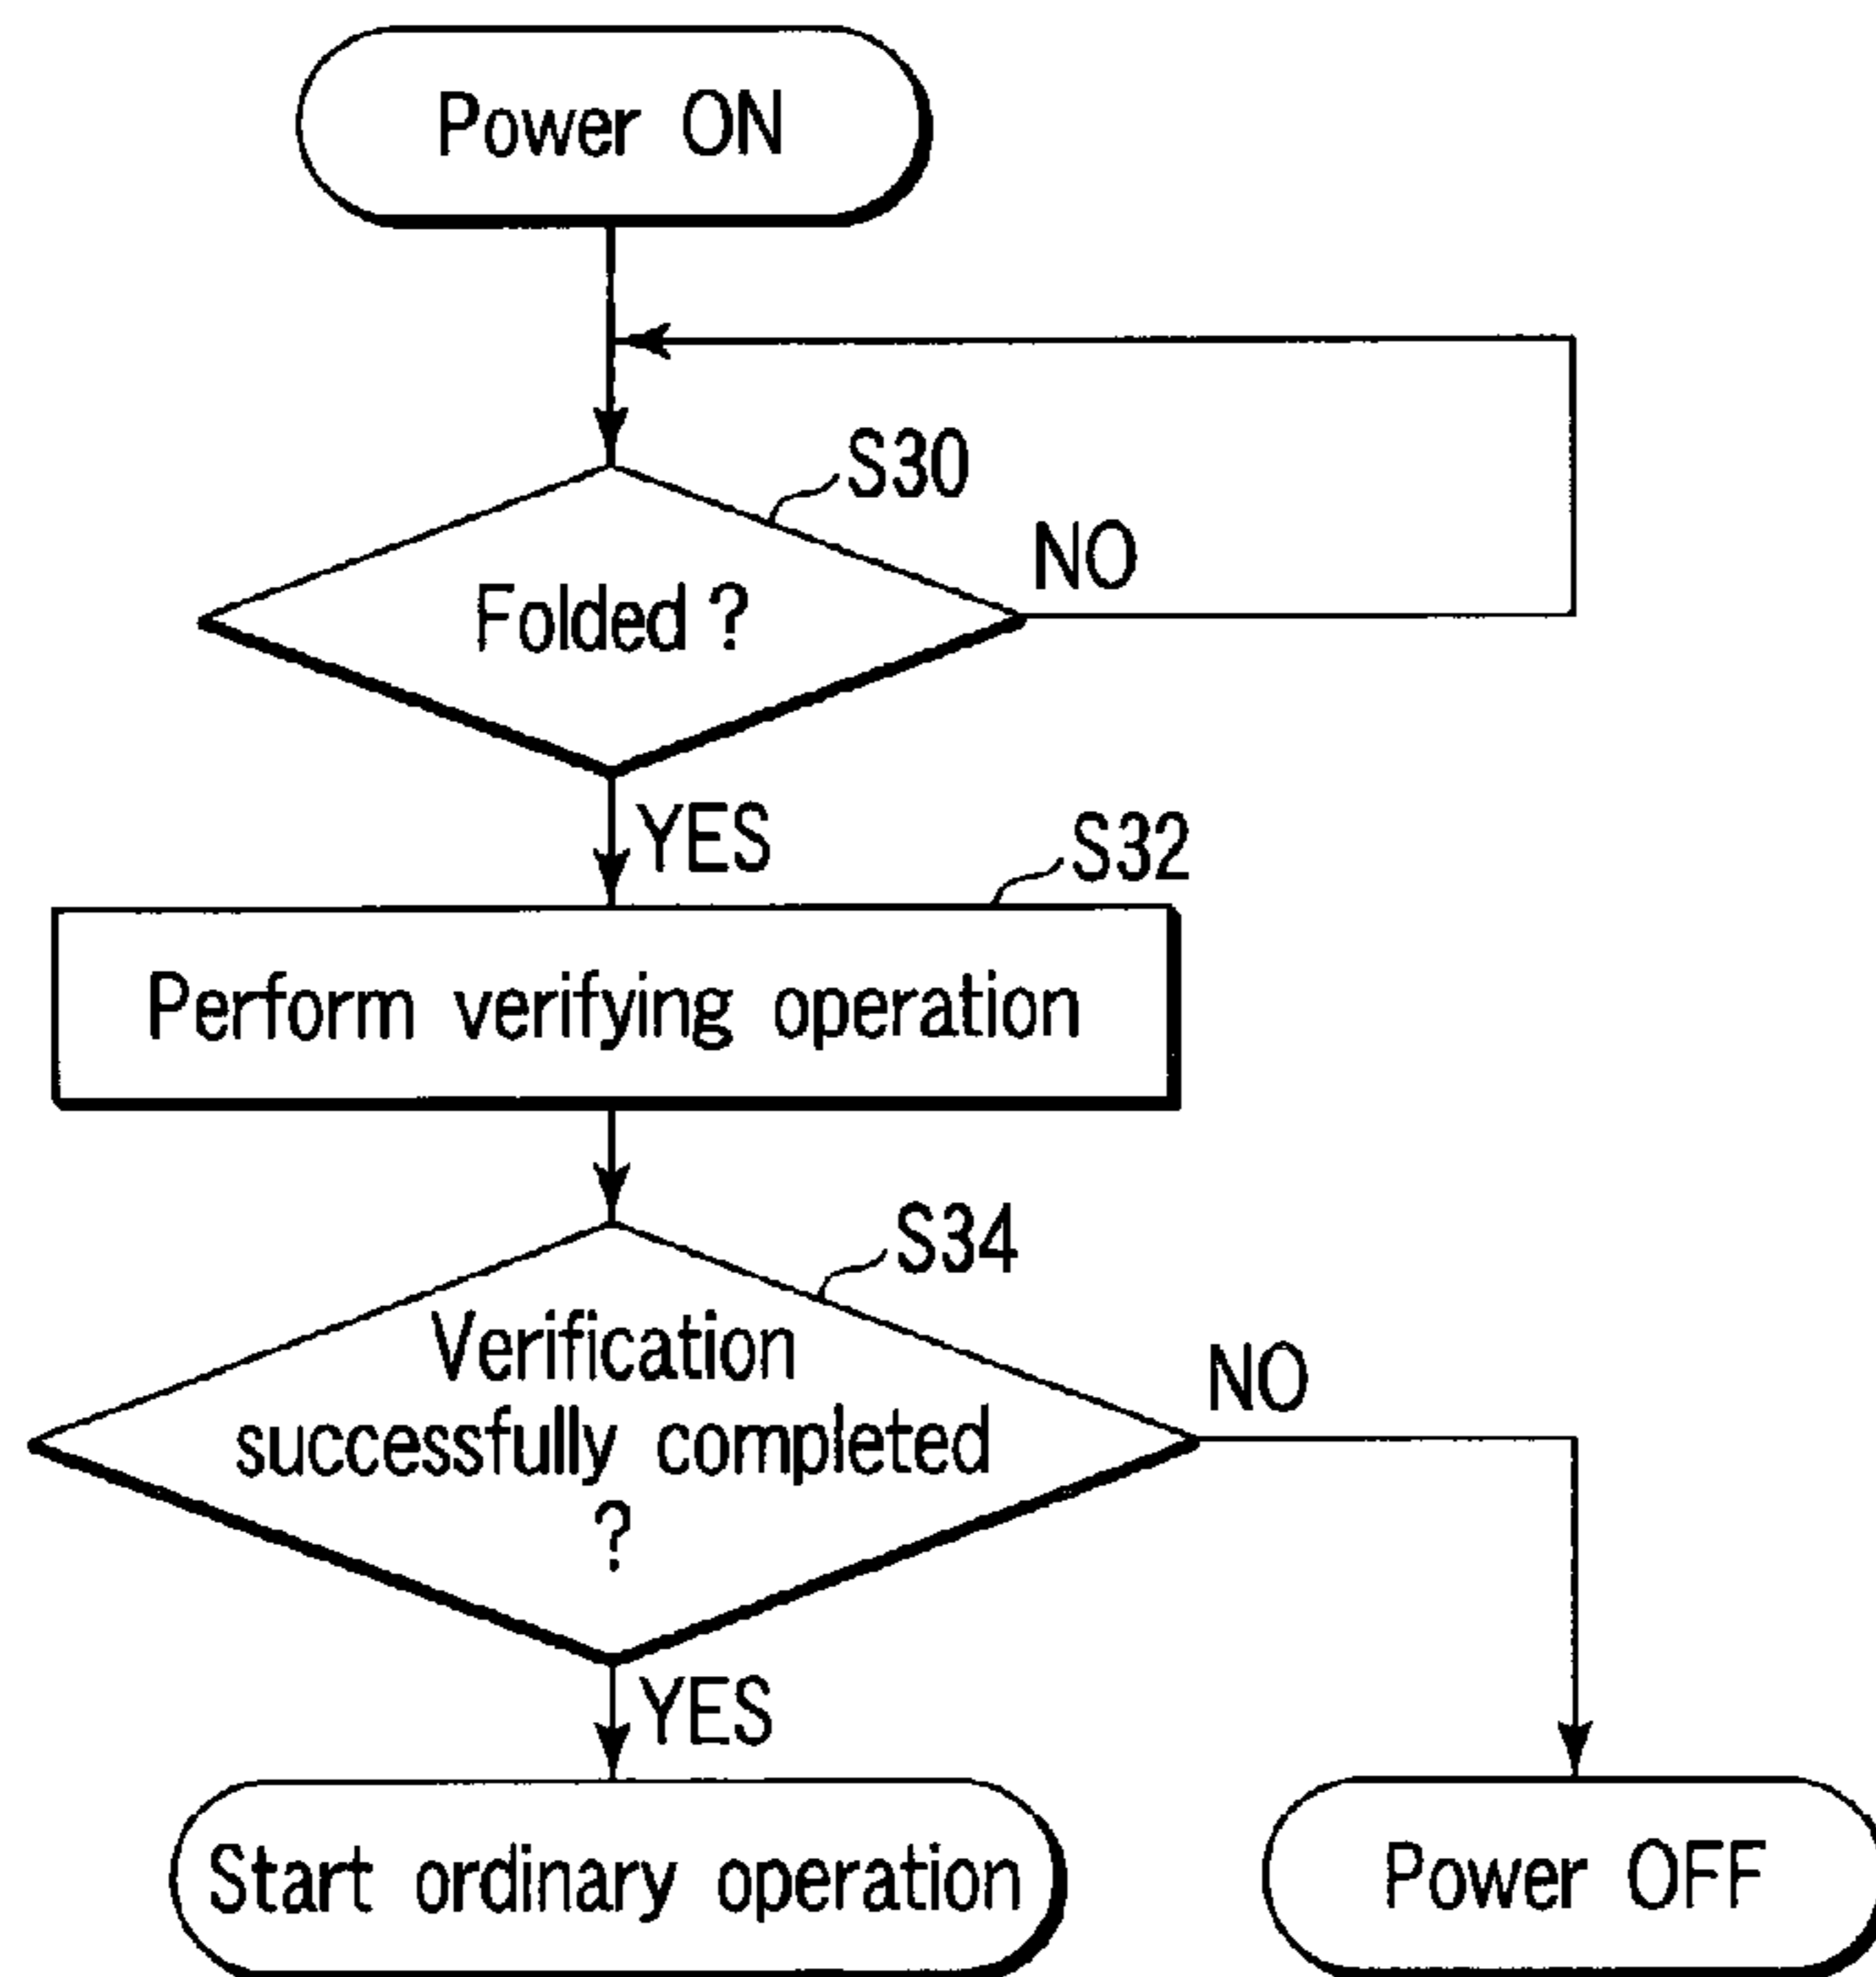 Power ON
S30
NO
Folded ?
YES
S32
Perform verifying operation
S34
Verification
NO
successfully completed
?
YES
Start ordinary operation
Power OFF